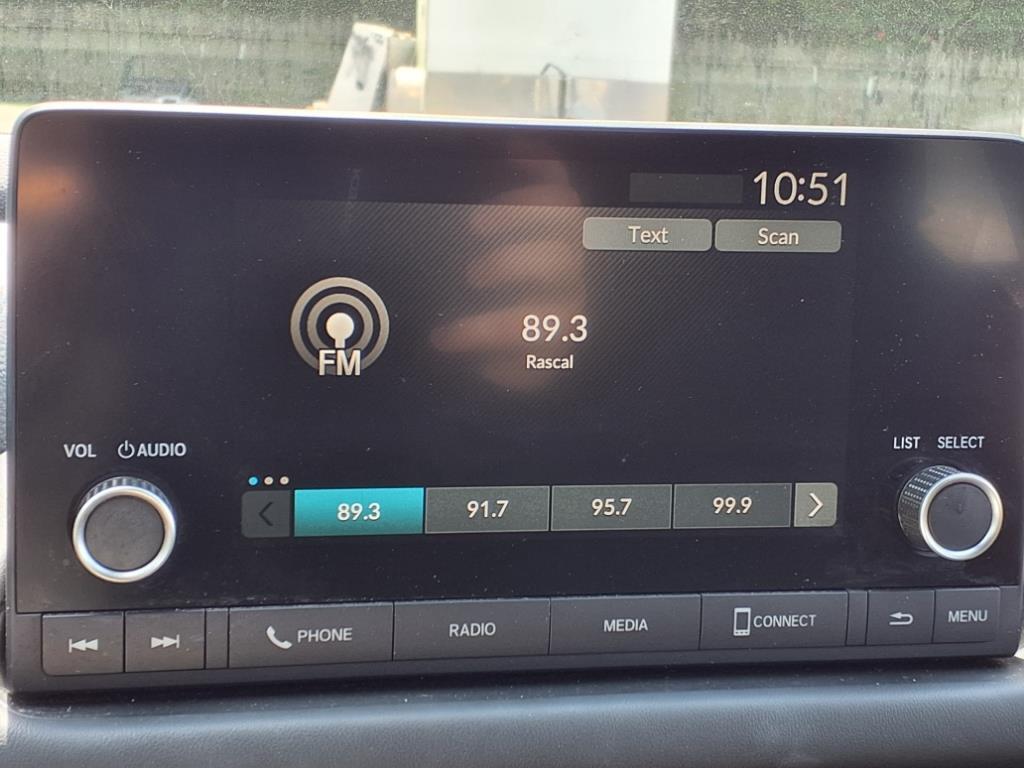 10:51
Text Scan
FM
89.3
Rascal
VOL AUDIO
LIST SELECT
89.3 91.7 95.7 99.9
PHONE RADIO MEDIA CONNECT MENU